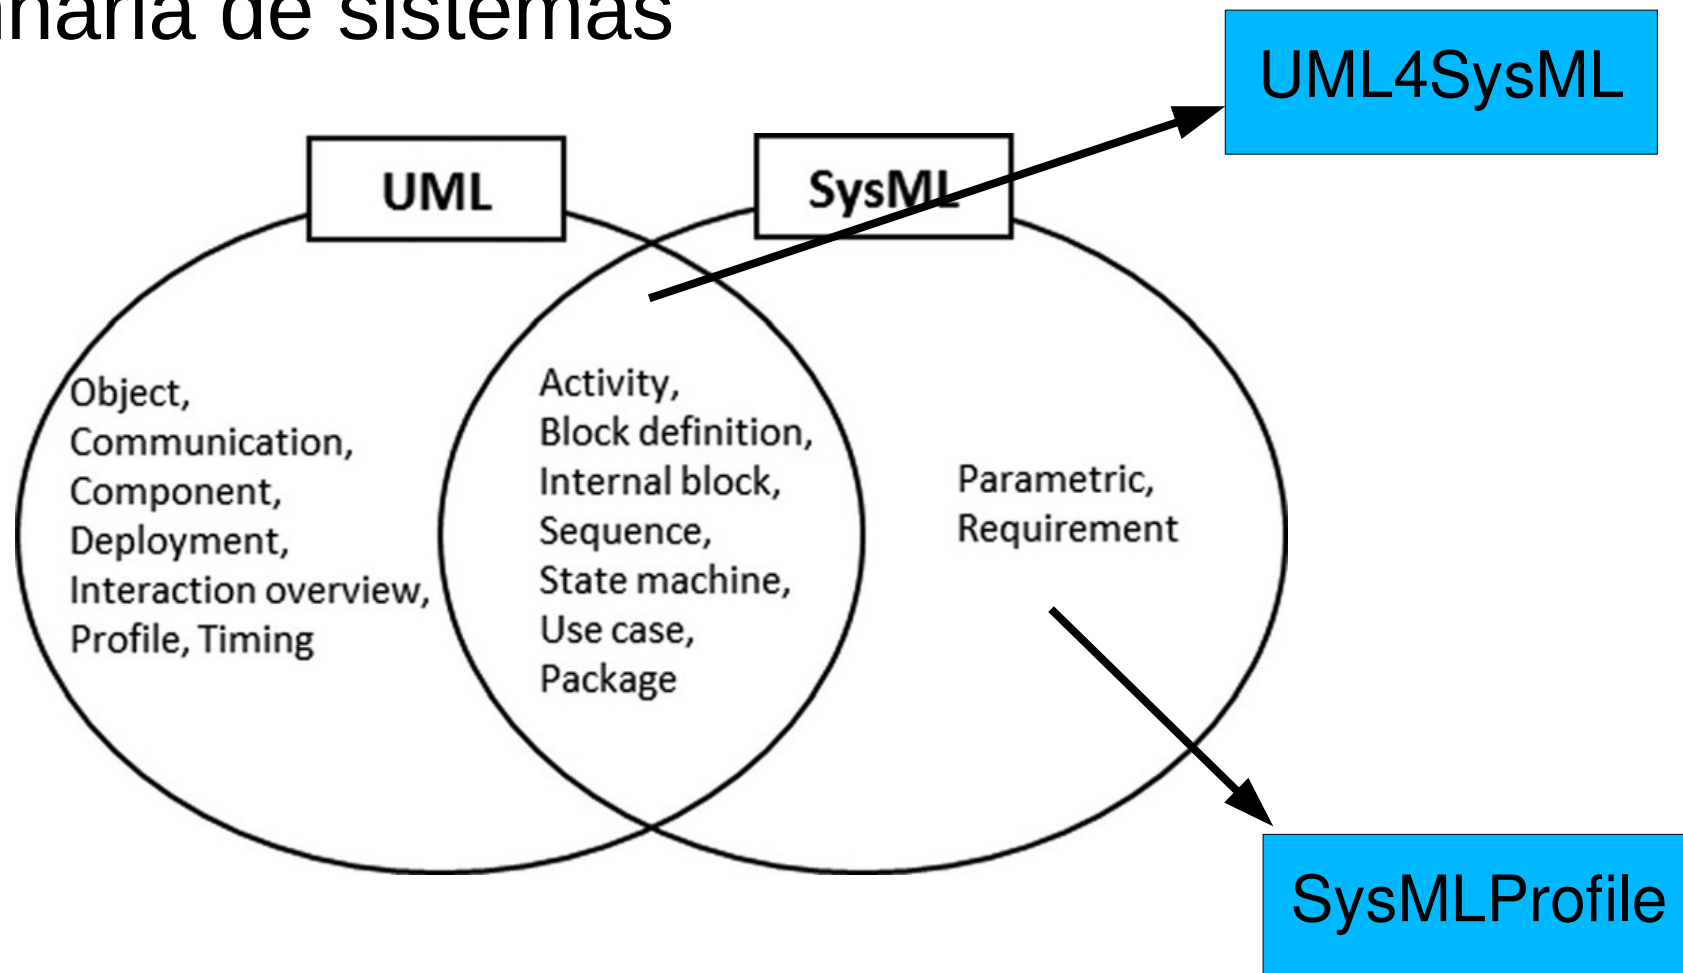 de sistemas
UML4SysML
UML
SysML
Object,
Communication,
Component,
Deployment,
Interaction overview,
Profile, Timing
Activity,
Block definition,
Internal block,
Sequence,
State machine,
Use case,
Package
Parametric,
Requirement
SysMLProfile